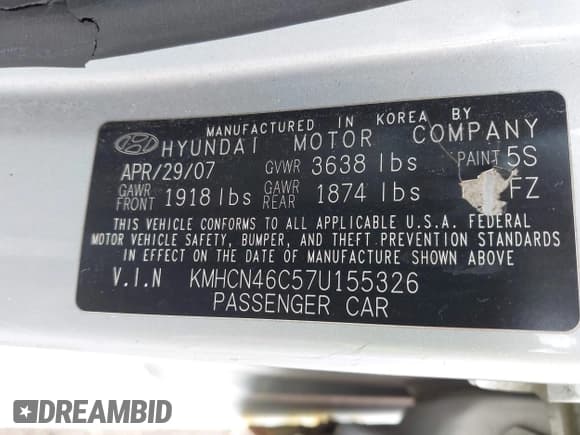 MANUFACTURED IN KOREA BY
HYUNDAI MOTOR COMPANY
APR/29/07 GVWR 3638 lbs PAINT 5S
GAWR FRONT 1918 lbs GAWR REAR 1874 lbs FZ
THIS VEHICLE CONFORMS TO ALL APPLICABLE U.S.A. FEDERAL
MOTOR VEHICLE SAFETY, BUMPER, AND THEFT PREVENTION STANDARDS
IN EFFECT ON THE DATE OF MANUFACTURE SHOWN ABOVE
V.I.N KMHCN46C57U155326
PASSENGER CAR
DREAMBID